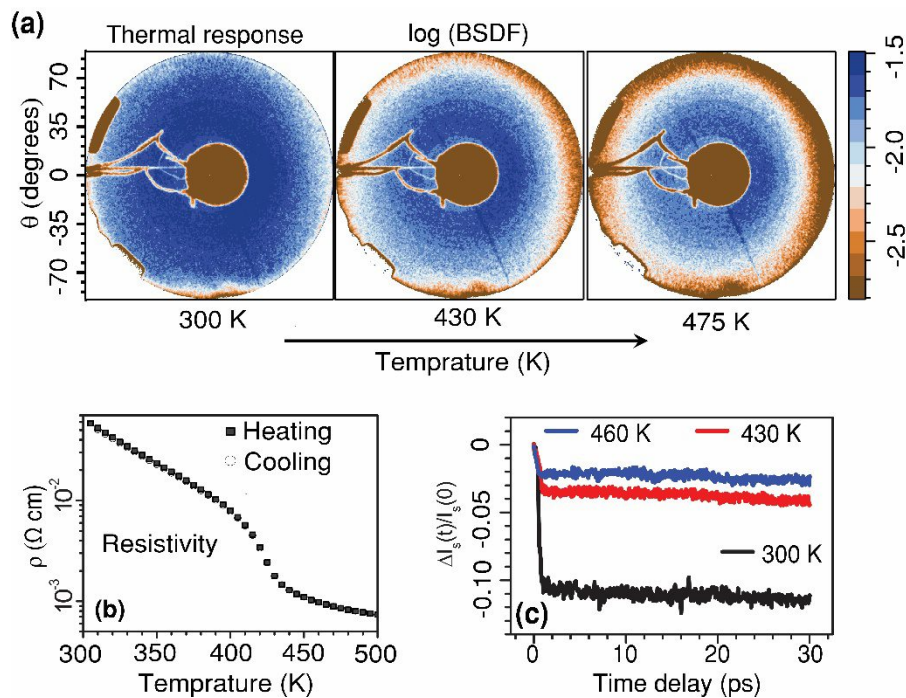 (a)
Thermal response
log (BSDF)
θ (degrees)
70
35
0
-35
-70
-1.5
-2.0
-2.5
300 K
430 K
475 K
Temprature (K)
ρ (Ω cm)
10⁻²
10⁻³
Heating
Cooling
Resistivity
(b)
300 350 400 450 500
Temprature (K)
ΔIₛ(t)/Iₛ(0)
0
-0.05
-0.10
460 K
430 K
300 K
(c)
0 10 20 30
Time delay (ps)